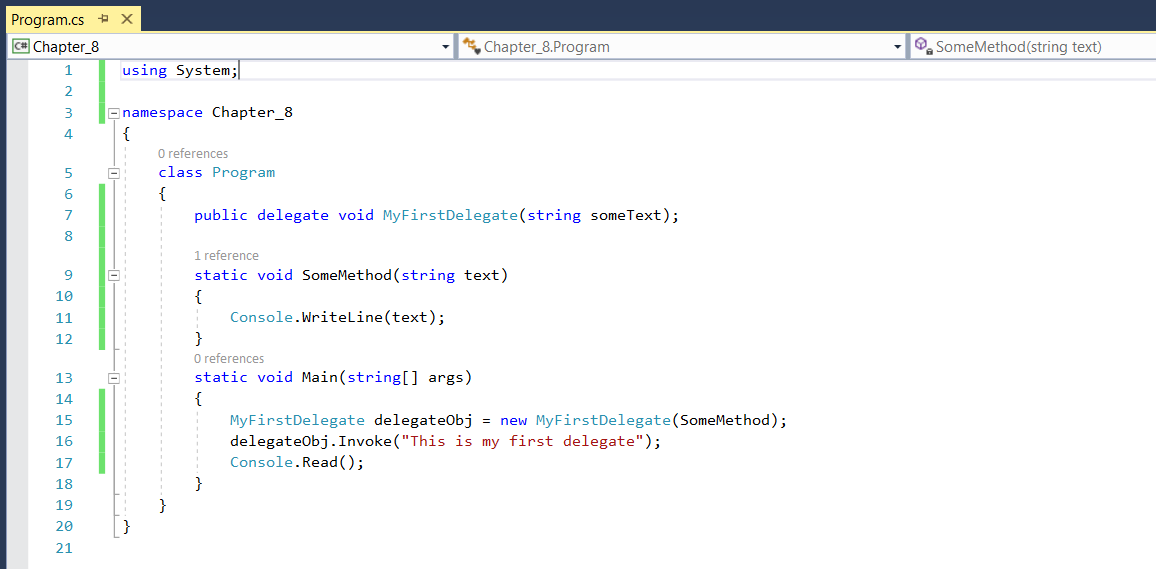 Program.cs
C# Chapter_8 Chapter_8.Program SomeMethod(string text)
1 using System;
2
3 namespace Chapter_8
4 {
0 references
5 class Program
6 {
7 public delegate void MyFirstDelegate(string someText);
8
1 reference
9 static void SomeMethod(string text)
10 {
11 Console.WriteLine(text);
12 }
0 references
13 static void Main(string[] args)
14 {
15 MyFirstDelegate delegateObj = new MyFirstDelegate(SomeMethod);
16 delegateObj.Invoke("This is my first delegate");
17 Console.Read();
18 }
19 }
20 }
21